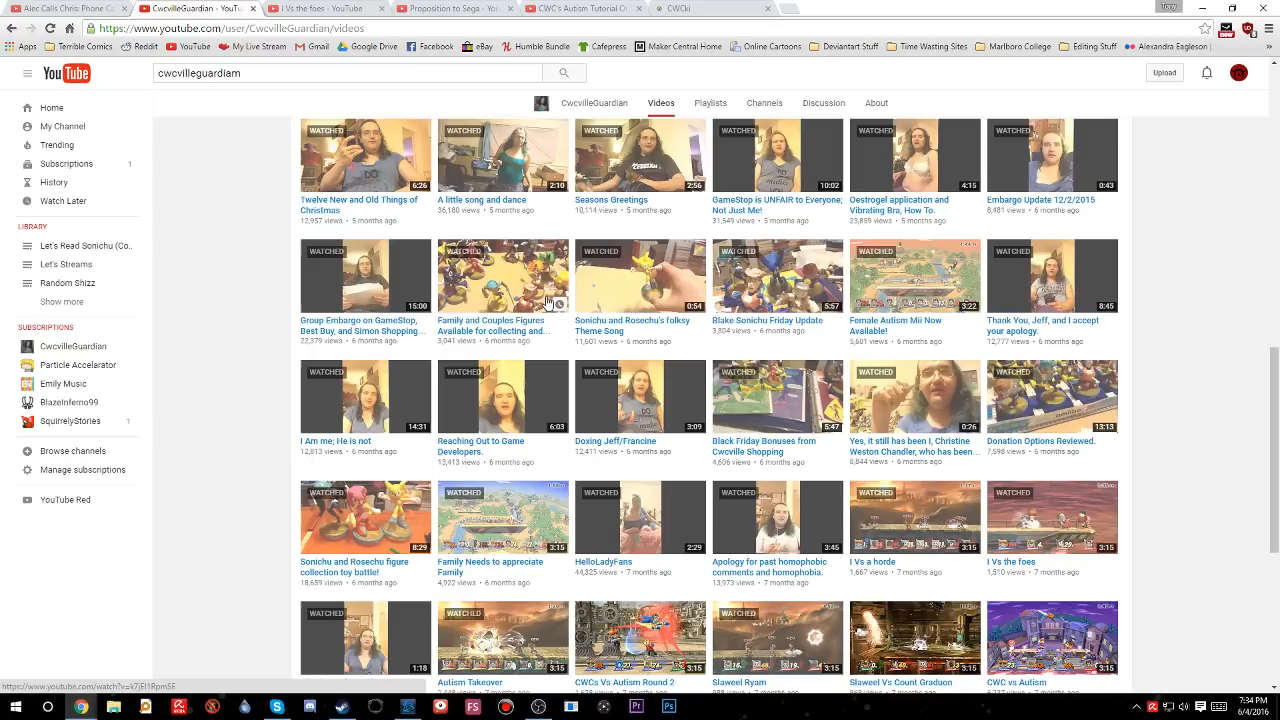 Alec Calls Chris: Phone C
CwcvilleGuardian - YouTu
I Vs the foes - YouTube
Proposition to Sega - You
CWC's Autism Tutorial C
CWCki
Tony
https://www.youtube.com/user/CwcvilleGuardian/videos
Apps
Terrible Comics
Reddit
YouTube
My Live Stream
Gmail
Google Drive
Facebook
eBay
Humble Bundle
Cafepress
Maker Central Home
Online Cartoons
Deviantart Stuff
Time Wasting Sites
Marlboro College
Editing Stuff
Alexandra Eagleson |
YouTube
cwcvilleguardiam
Upload
CwcvilleGuardian
Videos
Playlists
Channels
Discussion
About
Home
My Channel
Trending
Subscriptions 1
History
Watch Later
LIBRARY
Let's Read Sonichu (Co..
Let's Streams
Random Shizz
Show more
SUBSCRIPTIONS
CwcvilleGuardian
Particle Accelerator
Emily Music
BlazeInferno99
SquirrelyStories 1
Browse channels
Manage subscriptions
YouTube Red
WATCHED
6:26
Twelve New and Old Things of
Christmas
12,957 views • 5 months ago
WATCHED
2:10
A little song and dance
36,180 views • 5 months ago
WATCHED
2:56
Seasons Greetings
10,114 views • 5 months ago
WATCHED
10:02
GameStop is UNFAIR to Everyone;
Not Just Me!
31,549 views • 5 months ago
WATCHED
4:15
Oestrogel application and
Vibrating Bra, How To.
23,859 views • 5 months ago
WATCHED
0:43
Embargo Update 12/2/2015
8,481 views • 6 months ago
WATCHED
15:00
Group Embargo on GameStop,
Best Buy, and Simon Shopping...
22,379 views • 6 months ago
WATCHED
Family and Couples Figures
Available for collecting and...
3,041 views • 6 months ago
WATCHED
0:54
Sonichu and Rosechu's folksy
Theme Song
11,601 views • 6 months ago
WATCHED
5:57
Blake Sonichu Friday Update
3,804 views • 6 months ago
WATCHED
3:22
Female Autism Mii Now
Available!
5,601 views • 6 months ago
WATCHED
8:45
Thank You, Jeff, and I accept
your apology.
12,777 views • 6 months ago
WATCHED
14:31
I Am me; He is not
12,813 views • 6 months ago
WATCHED
6:03
Reaching Out to Game
Developers.
13,413 views • 6 months ago
WATCHED
3:09
Doxing Jeff/Francine
12,411 views • 6 months ago
WATCHED
5:47
Black Friday Bonuses from
Cwcville Shopping
4,606 views • 6 months ago
WATCHED
0:26
Yes, it still has been I, Christine
Weston Chandler, who has been...
8,844 views • 6 months ago
WATCHED
13:13
Donation Options Reviewed.
7,598 views • 6 months ago
WATCHED
8:29
Sonichu and Rosechu figure
collection toy battle!
18,659 views • 6 months ago
WATCHED
3:15
Family Needs to appreciate
Family
4,922 views • 6 months ago
WATCHED
2:29
HelloLadyFans
44,325 views • 7 months ago
WATCHED
3:45
Apology for past homophobic
comments and homophobia.
13,973 views • 7 months ago
WATCHED
3:15
I Vs a horde
1,667 views • 7 months ago
WATCHED
3:15
I Vs the foes
1,510 views • 7 months ago
WATCHED
1:18
WATCHED
3:15
Autism Takeover
WATCHED
3:15
CWCs Vs Autism Round 2
WATCHED
3:15
Slaweel Ryam
WATCHED
3:15
Slaweel Vs Count Graduon
WATCHED
3:15
CWC vs Autism
7:34 PM
6/4/2016